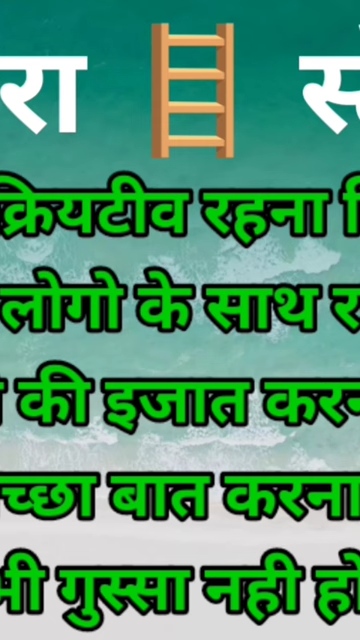 रा स
क्रियटीव रहना
लोगो के साथ र
की इज्जात करन
च्छा बात करना
भी गुस्सा नही हो